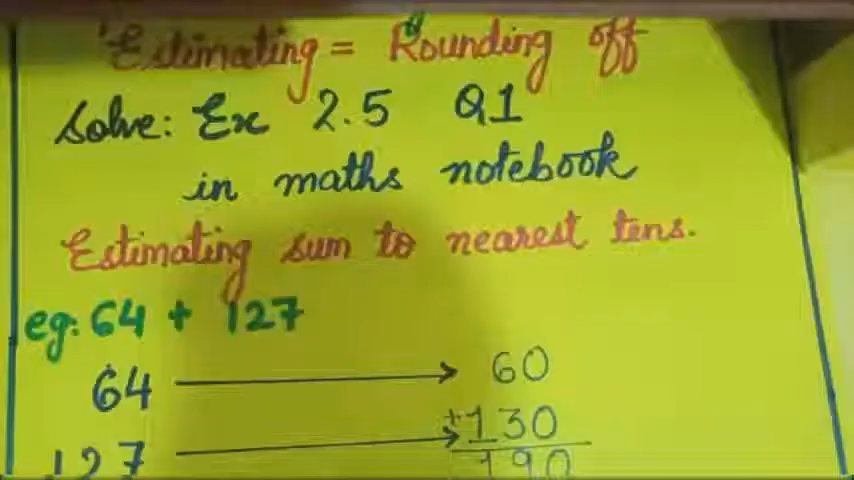 Estimating = Rounding off
Solve: Ex 2.5 Q1
in maths notebook
Estimating sum to nearest tens.
eg: 64 + 127
64 → 60
127 → +130
190